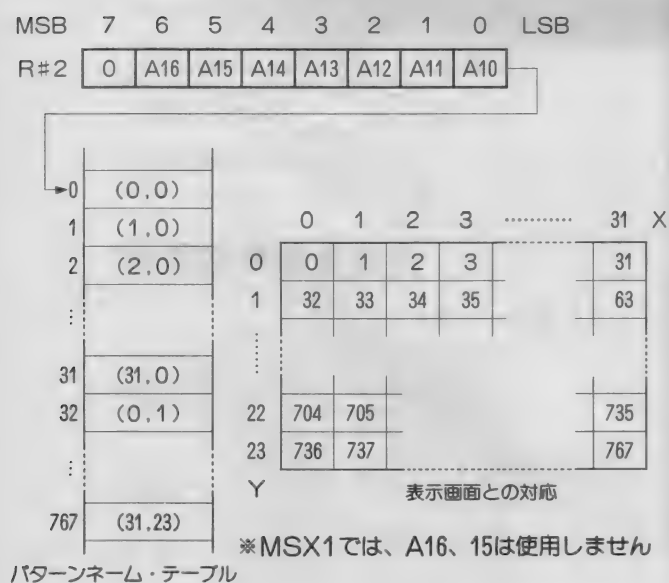 MSB 7 6 5 4 3 2 1 0 LSB
R#2 0 A16 A15 A14 A13 A12 A11 A10
0 (0,0)
1 (1,0)
2 (2,0)
⋮
31 (31,0)
32 (0,1)
⋮
767 (31,23)
パターンネーム・テーブル
0 1 2 3 ………… 31 X
0 0 1 2 3 31
1 32 33 34 35 63
⋮
22 704 705 735
23 736 737 767
Y
表示画面との対応
※MSX1では、A16、15は使用しません